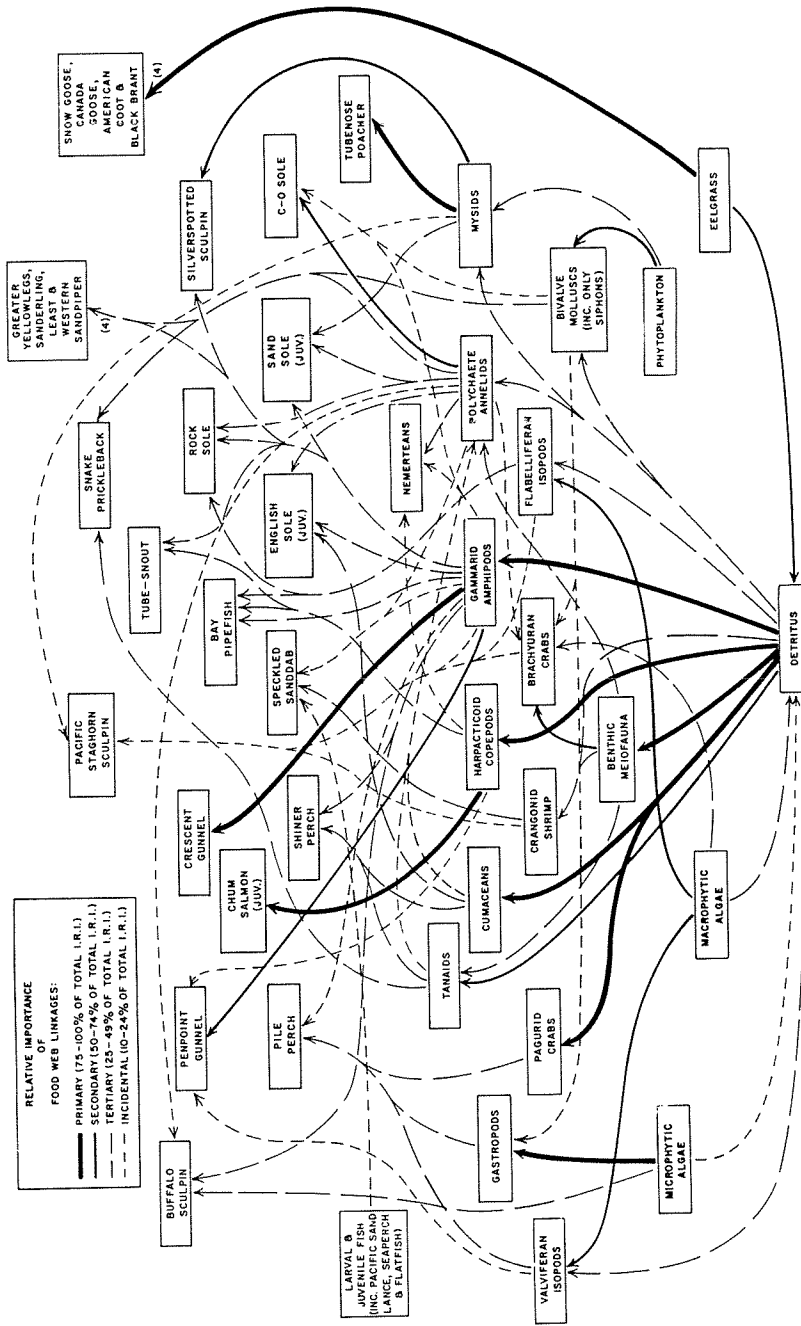 RELATIVE IMPORTANCE
OF
FOOD WEB LINKAGES:
PRIMARY (75-100% OF TOTAL I.R.I.)
SECONDARY (50-74% OF TOTAL I.R.I.)
TERTIARY (25-49% OF TOTAL I.R.I.)
INCIDENTAL (10-24% OF TOTAL I.R.I.)
BUFFALO
SCULPIN
PENPOINT
GUNNEL
CHUM
SALMON
(JUV.)
CRESCENT
GUNNEL
PACIFIC
STAGHORN
SCULPIN
TUBE-SNOUT
SNAKE
PRICKLEBACK
GREATER
YELLOWLEGS,
SANDERLING,
LEAST &
WESTERN
SANDPIPER
(4)
SNOW GOOSE,
CANADA
GOOSE,
AMERICAN
COOT &
BLACK BRANT
(4)
LARVAL &
JUVENILE FISH
(INC. PACIFIC SAND
LANCE, SEAPERCH
& FLATFISH)
PILE
PERCH
SHINER
PERCH
SPECKLED
SANDDAB
BAY
PIPEFISH
ENGLISH
SOLE
(JUV.)
ROCK
SOLE
SAND
SOLE
(JUV.)
SILVERSPOTTED
SCULPIN
C-O SOLE
TUBENOSE
POACHER
NEMERTEANS
GASTROPODS
TANAIDS
CUMACEANS
HARPACTICOID
COPEPODS
GAMMARID
AMPHIPODS
POLYCHAETE
ANNELIDS
MYSIDS
VALVIFERAN
ISOPODS
PAGURID
CRABS
CRANGONID
SHRIMP
BRACHYURAN
CRABS
FLABELLIFERAN
ISOPODS
BIVALVE
MOLLUSCS
(INC. ONLY
SIPHONS)
BENTHIC
MEIOFAUNA
MICROPHYTIC
ALGAE
MACROPHYTIC
ALGAE
PHYTOPLANKTON
EELGRASS
DETRITUS